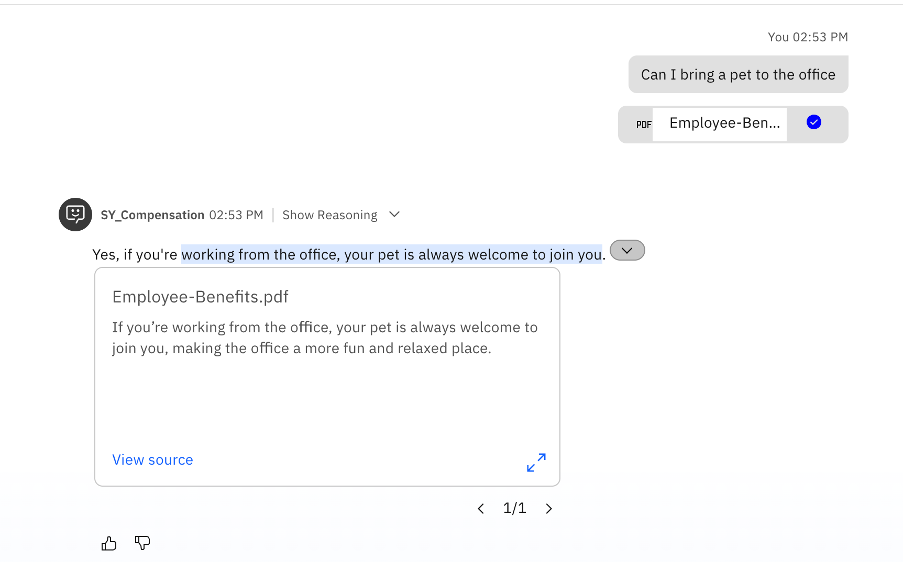 You 02:53 PM
Can I bring a pet to the office
PDF Employee-Ben...
SY_Compensation 02:53 PM | Show Reasoning
Yes, if you're working from the office, your pet is always welcome to join you.
Employee-Benefits.pdf
If you’re working from the office, your pet is always welcome to
join you, making the office a more fun and relaxed place.
View source
1/1